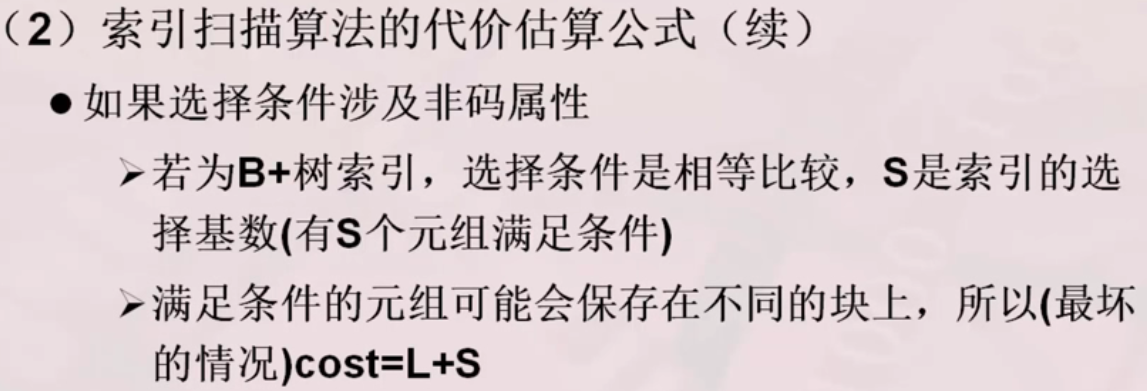 （2）索引扫描算法的代价估算公式（续）
●如果选择条件涉及非码属性
➢若为B+树索引，选择条件是相等比较，S是索引的选
择基数(有S个元组满足条件)
➢满足条件的元组可能会保存在不同的块上，所以(最坏
的情况)cost=L+S